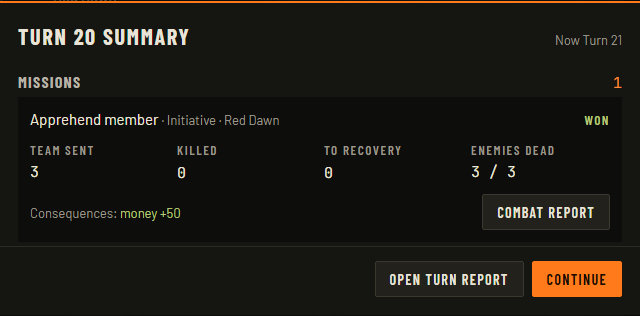 TURN 20 SUMMARY
Now Turn 21
MISSIONS 1
Apprehend member · Initiative · Red Dawn WON
TEAM SENT KILLED TO RECOVERY ENEMIES DEAD
3 0 0 3 / 3
Consequences: money +50 COMBAT REPORT
OPEN TURN REPORT CONTINUE